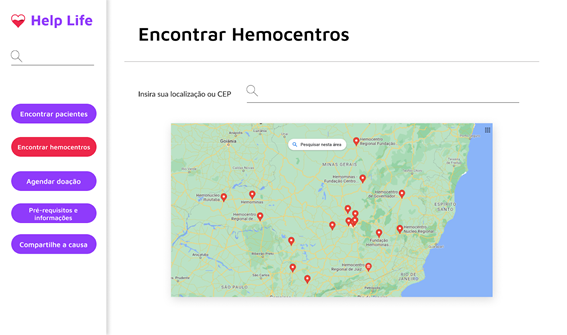 Help Life
Encontrar Hemocentros
Insira sua localização ou CEP
Encontrar pacientes
Encontrar hemocentros
Agendar doação
Pré-requisitos e
informações
Compartilhe a causa
Pesquisar nesta área
Goiânia
Hemocentro
Regional Fundação
MINAS GERAIS
Hemocentro
Fundação Centro
Hemocentro
de Governador
ESPÍRITO
SANTO
Hemocentro
Regional de
Hemocentro
Fundação
Hemominas
Hemocentro
Regional de Juiz
RIO DE
JANEIRO
SÃO PAULO